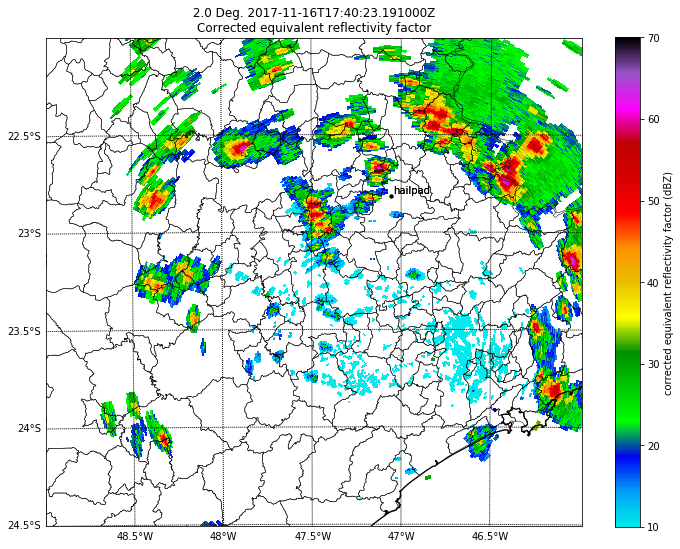 2.0 Deg. 2017-11-16T17:40:23.191000Z
Corrected equivalent reflectivity factor
22.5°S
23°S
23.5°S
24°S
24.5°S
48.5°W
48°W
47.5°W
47°W
46.5°W
hailpad
70
60
50
40
30
20
10
corrected equivalent reflectivity factor (dBZ)